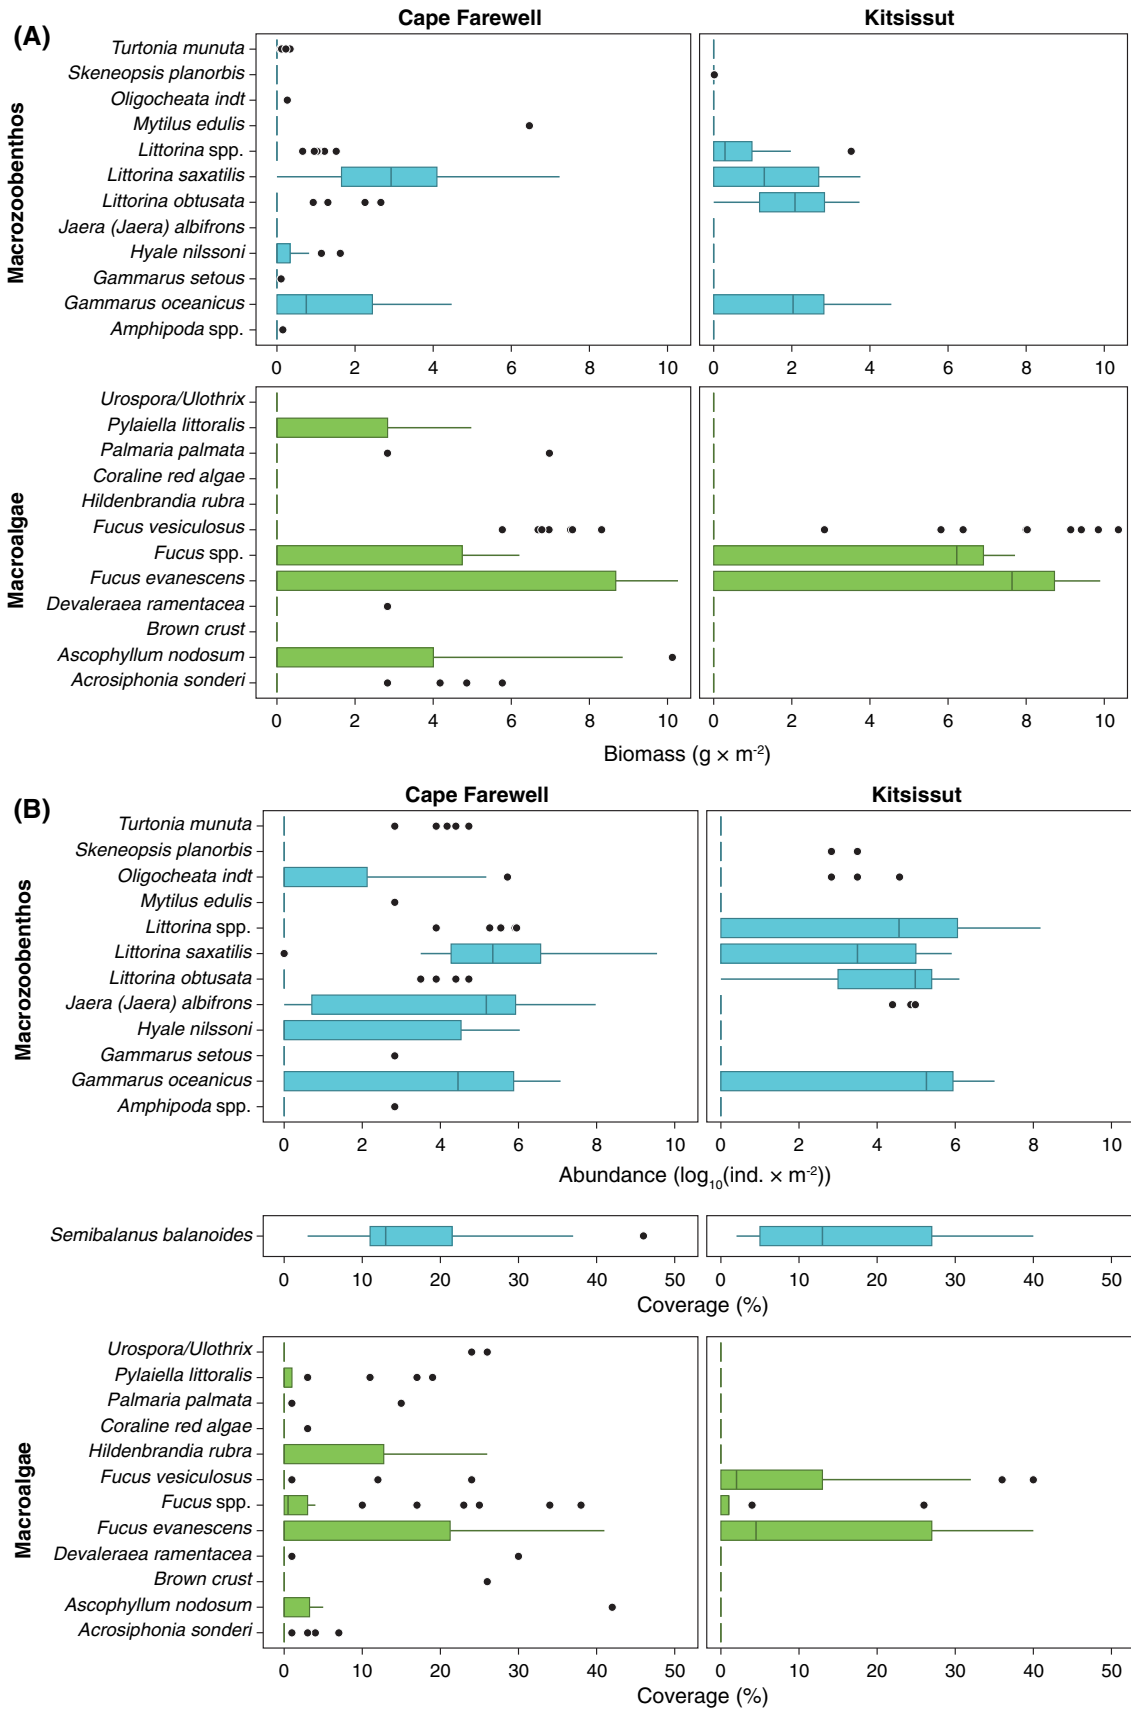 (A)
Cape Farewell
Kitsissut
Macrozoobenthos
Turtonia munuta
Skeneopsis planorbis
Oligocheata indt
Mytilus edulis
Littorina spp.
Littorina saxatilis
Littorina obtusata
Jaera (Jaera) albifrons
Hyale nilssoni
Gammarus setous
Gammarus oceanicus
Amphipoda spp.
0 2 4 6 8 10
0 2 4 6 8 10
Macroalgae
Urospora/Ulothrix
Pylaiella littoralis
Palmaria palmata
Coraline red algae
Hildenbrandia rubra
Fucus vesiculosus
Fucus spp.
Fucus evanescens
Devaleraea ramentacea
Brown crust
Ascophyllum nodosum
Acrosiphonia sonderi
0 2 4 6 8 10
0 2 4 6 8 10
Biomass (g × m-2)
(B)
Cape Farewell
Kitsissut
Macrozoobenthos
Turtonia munuta
Skeneopsis planorbis
Oligocheata indt
Mytilus edulis
Littorina spp.
Littorina saxatilis
Littorina obtusata
Jaera (Jaera) albifrons
Hyale nilssoni
Gammarus setous
Gammarus oceanicus
Amphipoda spp.
0 2 4 6 8 10
0 2 4 6 8 10
Abundance (log10(ind. × m-2))
Semibalanus balanoides
0 10 20 30 40 50
0 10 20 30 40 50
Coverage (%)
Macroalgae
Urospora/Ulothrix
Pylaiella littoralis
Palmaria palmata
Coraline red algae
Hildenbrandia rubra
Fucus vesiculosus
Fucus spp.
Fucus evanescens
Devaleraea ramentacea
Brown crust
Ascophyllum nodosum
Acrosiphonia sonderi
0 10 20 30 40 50
0 10 20 30 40 50
Coverage (%)